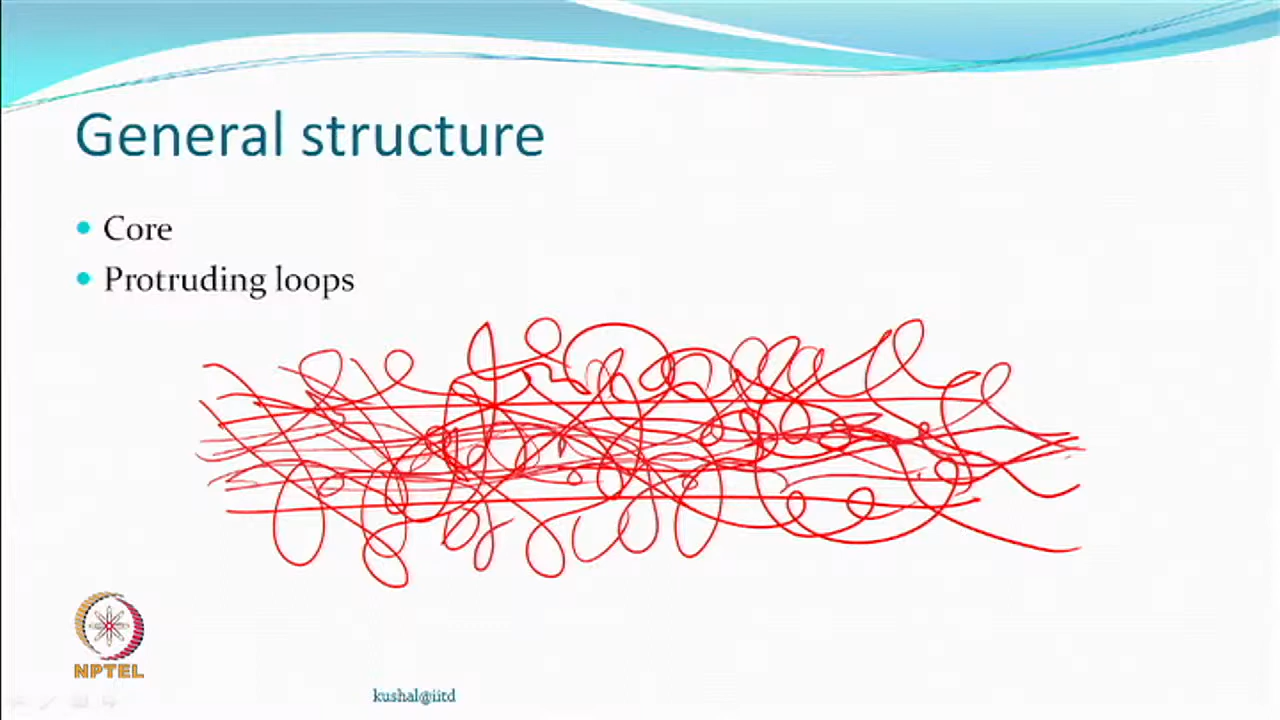 General structure
Core
Protruding loops
NPTEL
kushal@iitd